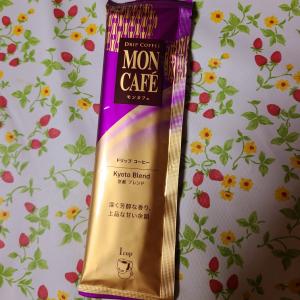 DRIP COFFEE
MON
CAFÉ
モンカフェ
ドリップ コーヒー
Kyoto Blend
京都 ブレンド
深く芳醇な香り、
上品な甘い余韻
1cup